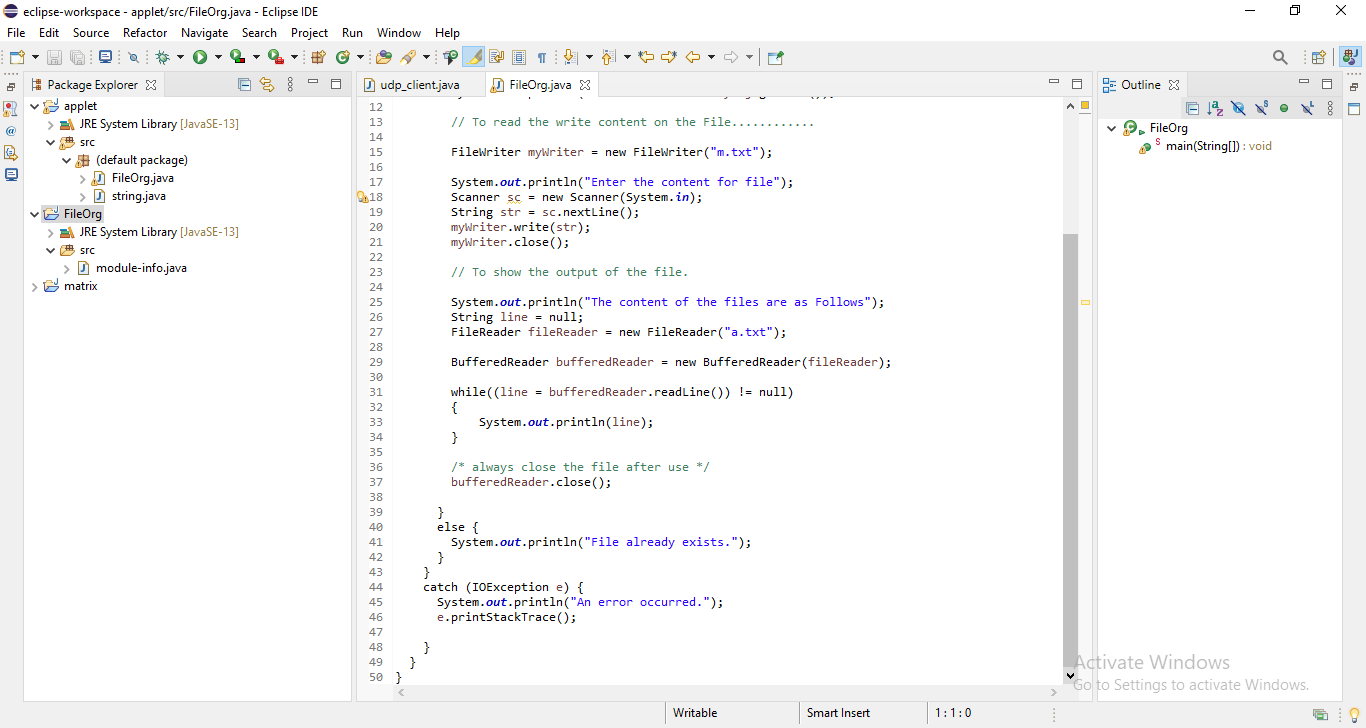 eclipse-workspace - applet/src/FileOrg.java - Eclipse IDE
File Edit Source Refactor Navigate Search Project Run Window Help
Package Explorer
udp_client.java
FileOrg.java
Outline
applet
JRE System Library [JavaSE-13]
src
(default package)
FileOrg.java
string.java
FileOrg
JRE System Library [JavaSE-13]
src
module-info.java
matrix
12
13 // To read the write content on the File............
14
15 FileWriter myWriter = new FileWriter("m.txt");
16
17 System.out.println("Enter the content for file");
18 Scanner sc = new Scanner(System.in);
19 String str = sc.nextLine();
20 myWriter.write(str);
21 myWriter.close();
22
23 // To show the output of the file.
24
25 System.out.println("The content of the files are as Follows");
26 String line = null;
27 FileReader fileReader = new FileReader("a.txt");
28
29 BufferedReader bufferedReader = new BufferedReader(fileReader);
30
31 while((line = bufferedReader.readLine()) != null)
32 {
33 System.out.println(line);
34 }
35
36 /* always close the file after use */
37 bufferedReader.close();
38
39 }
40 else {
41 System.out.println("File already exists.");
42 }
43 }
44 catch (IOException e) {
45 System.out.println("An error occurred.");
46 e.printStackTrace();
47
48 }
49 }
50 }
FileOrg
main(String[]) : void
Activate Windows
Go to Settings to activate Windows.
Writable
Smart Insert
1 : 1 : 0